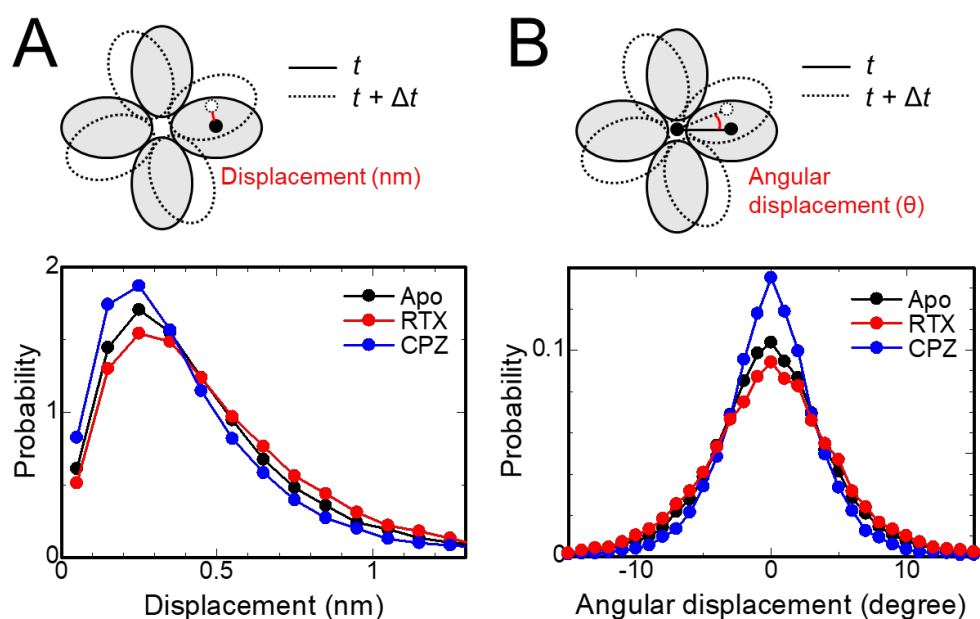 A
t
t + Δt
Displacement (nm)
2
1
0
Probability
Apo
RTX
CPZ
0
0.5
1
Displacement (nm)
B
t
t + Δt
Angular
displacement (θ)
0.1
0
Probability
Apo
RTX
CPZ
-10
0
10
Angular displacement (degree)